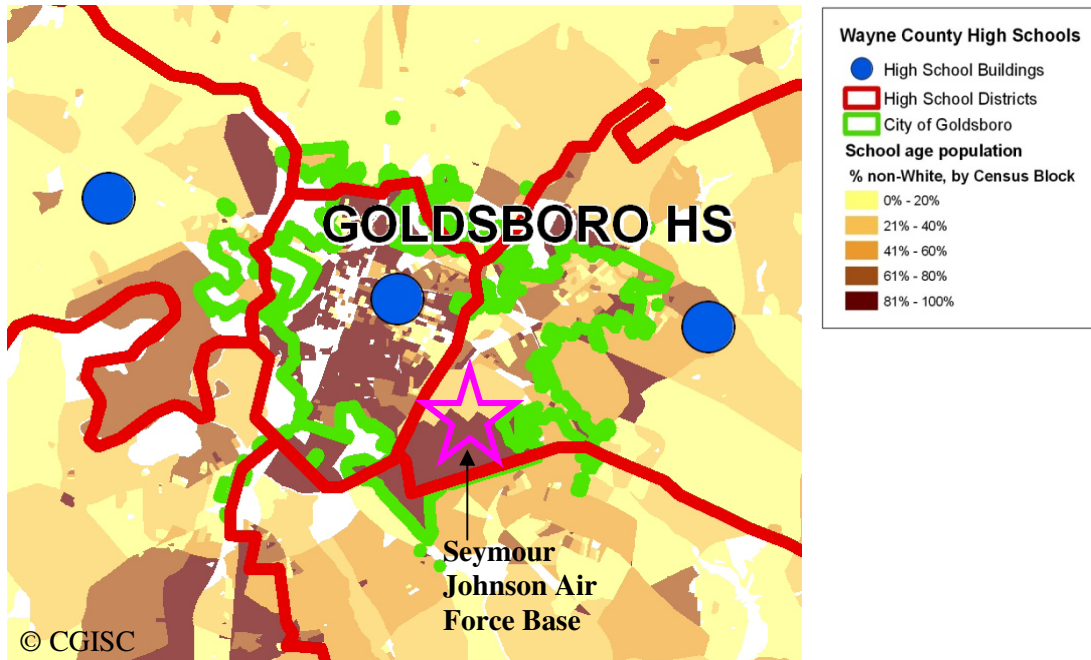 GOLDSBORO HS
Seymour
Johnson Air
Force Base
© CGISC
Wayne County High Schools
High School Buildings
High School Districts
City of Goldsboro
School age population
% non-White, by Census Block
0% - 20%
21% - 40%
41% - 60%
61% - 80%
81% - 100%